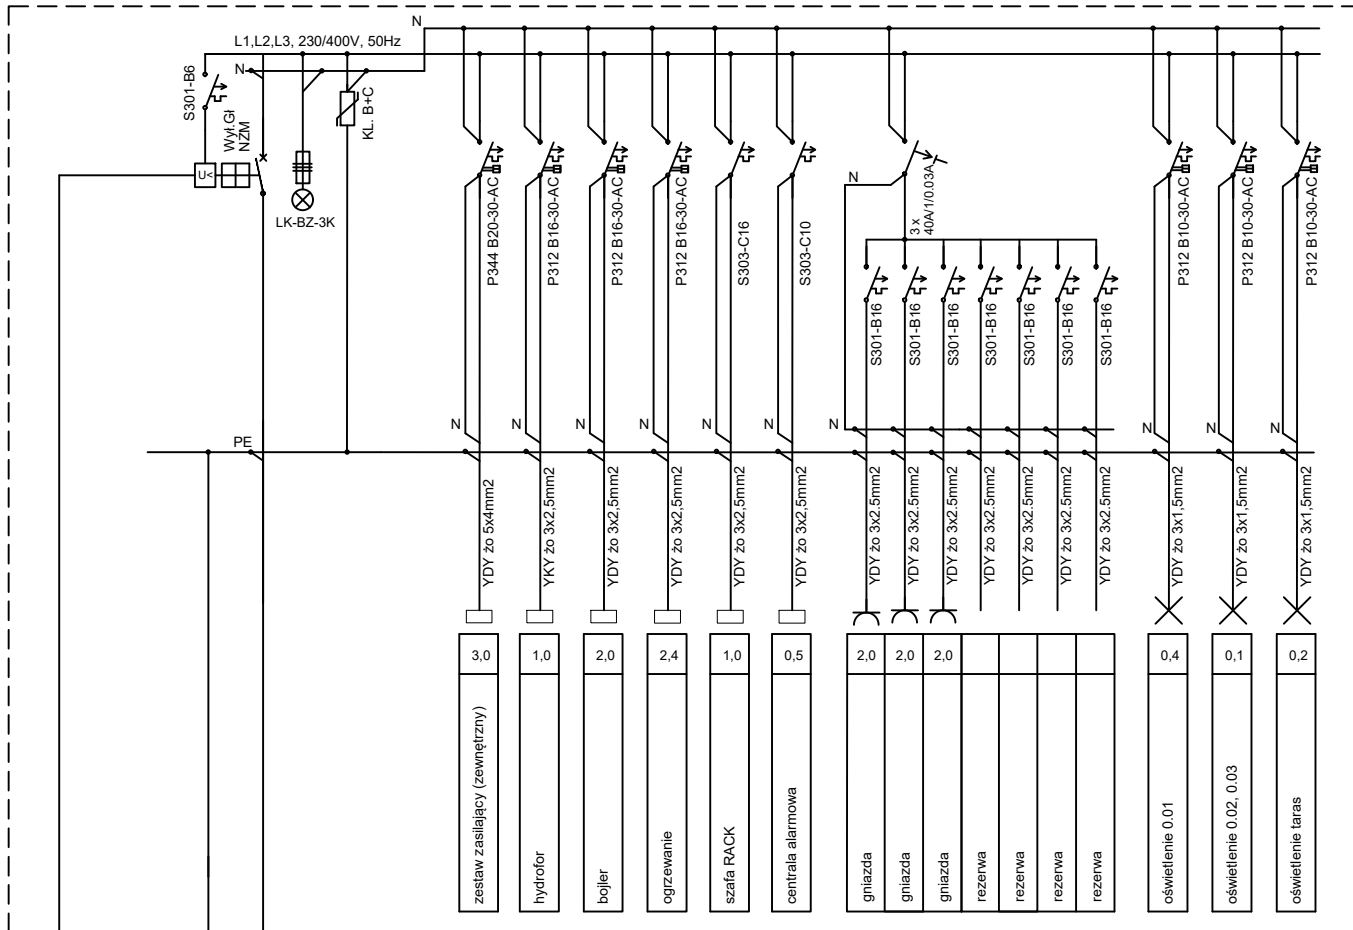 N
L1,L2,L3, 230/400V, 50Hz
N
S301-B6
Wył.Gł
NZM
KL. B+C
U<
LK-BZ-3K
P344 B20-30-AC
P312 B16-30-AC
P312 B16-30-AC
P312 B16-30-AC
S303-C16
S303-C10
N
3 x
40A/1/0.03A
S301-B16
S301-B16
S301-B16
S301-B16
S301-B16
S301-B16
S301-B16
P312 B10-30-AC
P312 B10-30-AC
P312 B10-30-AC
PE
N
N
N
N
N
N
N
N
N
N
YDY żo 5x4mm2
YKY żo 3x2,5mm2
YDY żo 3x2,5mm2
YDY żo 3x2,5mm2
YDY żo 3x2,5mm2
YDY żo 3x2,5mm2
YDY żo 3x2.5mm2
YDY żo 3x2.5mm2
YDY żo 3x2.5mm2
YDY żo 3x2.5mm2
YDY żo 3x2.5mm2
YDY żo 3x2.5mm2
YDY żo 3x2.5mm2
YDY żo 3x1,5mm2
YDY żo 3x1,5mm2
YDY żo 3x1,5mm2
3,0
1,0
2,0
2,4
1,0
0,5
2,0
2,0
2,0
0,4
0,1
0,2
zestaw zasilający (zewnętrzny)
hydrofor
bojler
ogrzewanie
szafa RACK
centrala alarmowa
gniazda
gniazda
gniazda
rezerwa
rezerwa
rezerwa
rezerwa
oświetlenie 0.01
oświetlenie 0.02, 0.03
oświetlenie taras